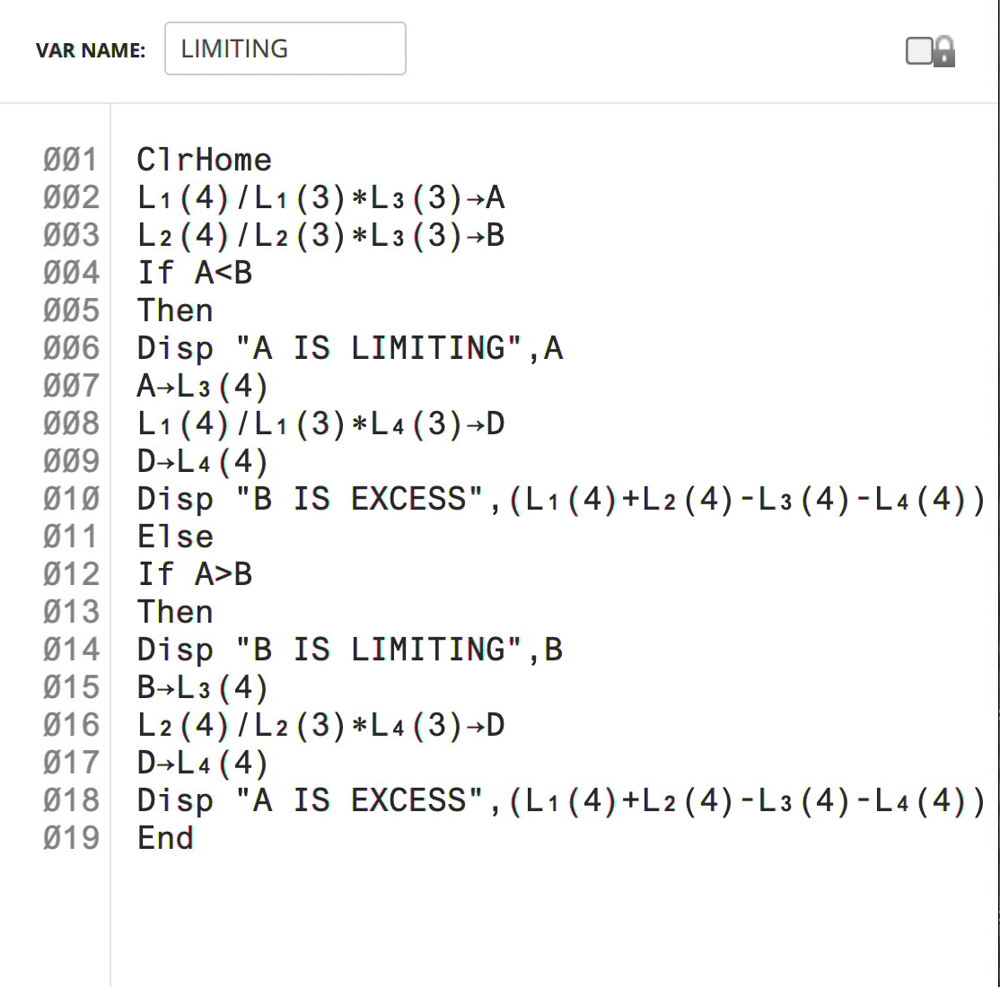 VAR NAME: LIMITING
ØØ1 ClrHome
ØØ2 L₁(4)/L₁(3)*L₃(3)→A
ØØ3 L₂(4)/L₂(3)*L₃(3)→B
ØØ4 If A<B
ØØ5 Then
ØØ6 Disp "A IS LIMITING",A
ØØ7 A→L₃(4)
ØØ8 L₁(4)/L₁(3)*L₄(3)→D
ØØ9 D→L₄(4)
Ø1Ø Disp "B IS EXCESS",(L₁(4)+L₂(4)-L₃(4)-L₄(4))
Ø11 Else
Ø12 If A>B
Ø13 Then
Ø14 Disp "B IS LIMITING",B
Ø15 B→L₃(4)
Ø16 L₂(4)/L₂(3)*L₄(3)→D
Ø17 D→L₄(4)
Ø18 Disp "A IS EXCESS",(L₁(4)+L₂(4)-L₃(4)-L₄(4))
Ø19 End